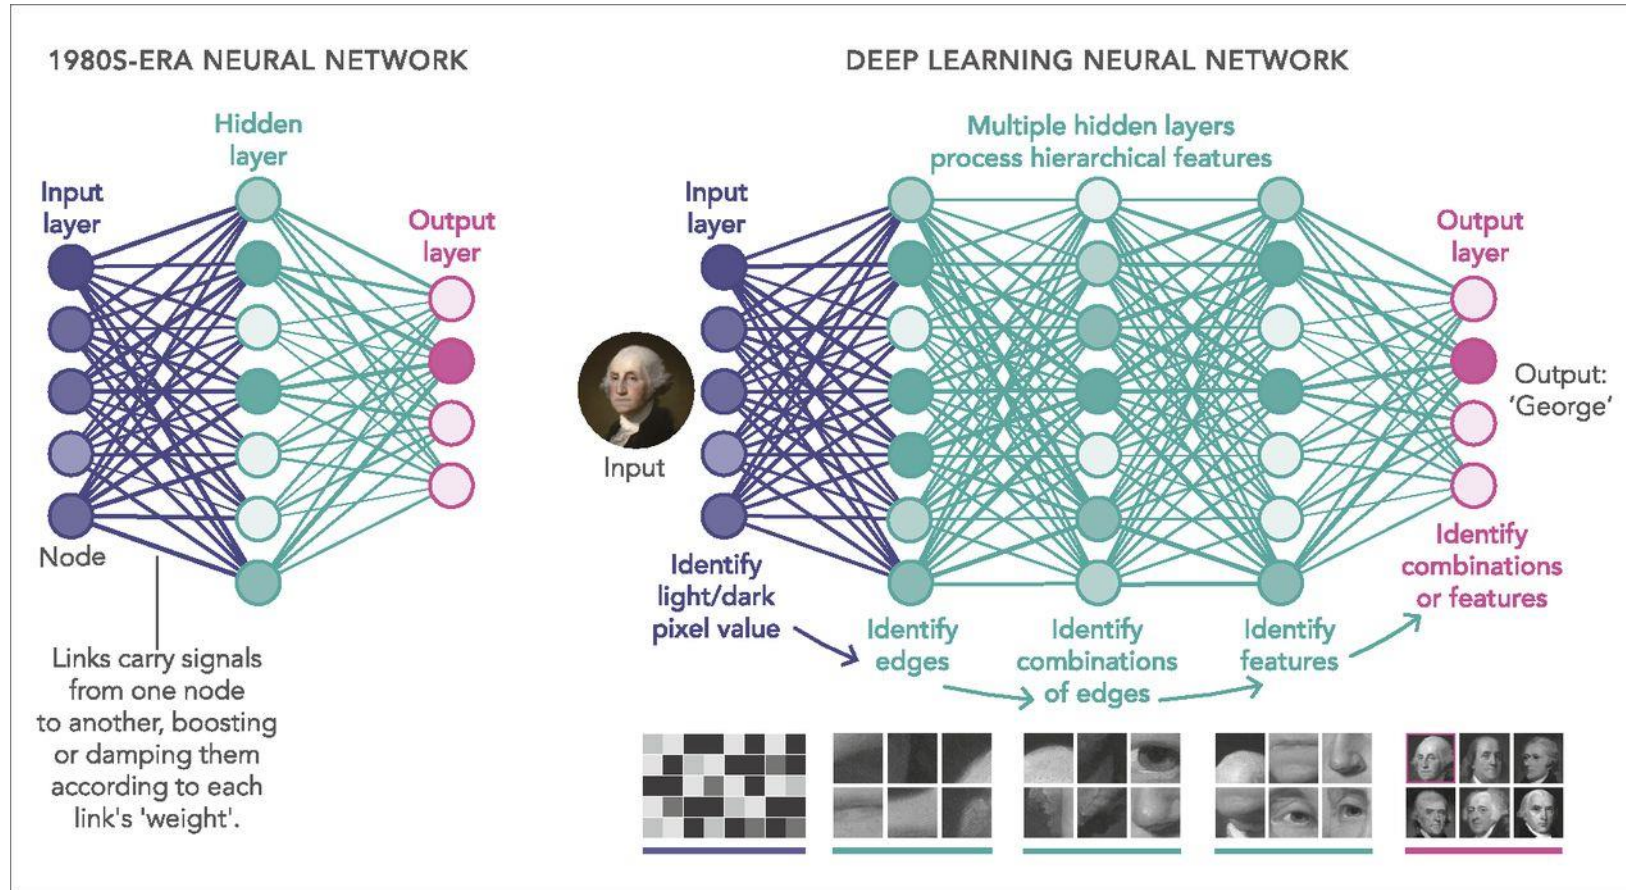 1980S-ERA NEURAL NETWORK
Hidden
layer
Input
layer
Output
layer
Node
Links carry signals
from one node
to another, boosting
or damping them
according to each
link's 'weight'.
DEEP LEARNING NEURAL NETWORK
Multiple hidden layers
process hierarchical features
Input
layer
Output
layer
Input
Output:
‘George’
Identify
light/dark
pixel value
Identify
edges
Identify
combinations
of edges
Identify
features
Identify
combinations
or features